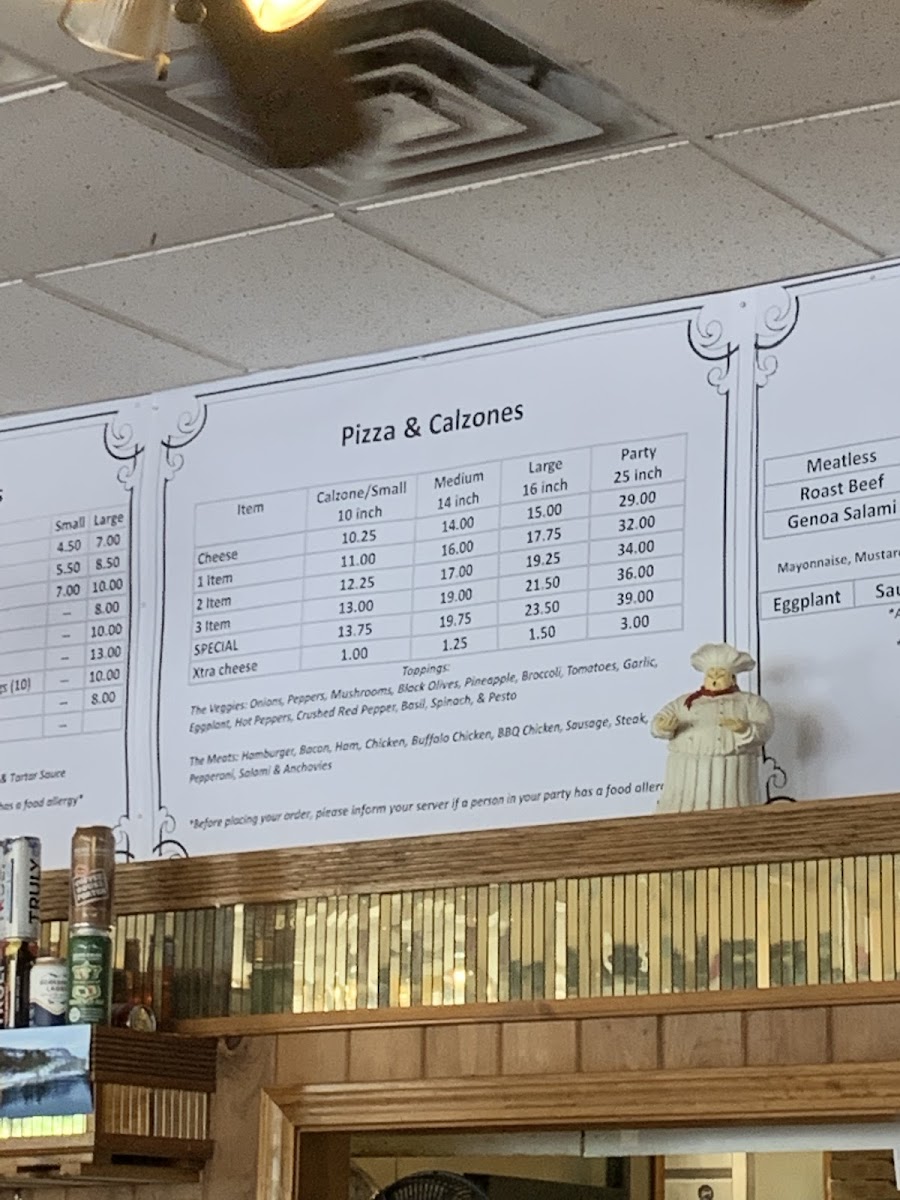 Small Large
4.50 7.00
5.50 8.50
7.00 10.00
– 8.00
– 10.00
– 13.00
(10) – 10.00
– 8.00
–
& Tartar Sauce
has a food allergy*
Pizza & Calzones
Item Calzone/Small 10 inch Medium 14 inch Large 16 inch Party 25 inch
Cheese 10.25 14.00 15.00 29.00
1 Item 11.00 16.00 17.75 32.00
2 Item 12.25 17.00 19.25 34.00
3 Item 13.00 19.00 21.50 36.00
SPECIAL 13.75 19.75 23.50 39.00
Xtra cheese 1.00 1.25 1.50 3.00
Toppings:
The Veggies: Onions, Peppers, Mushrooms, Black Olives, Pineapple, Broccoli, Tomatoes, Garlic,
Eggplant, Hot Peppers, Crushed Red Pepper, Basil, Spinach, & Pesto
The Meats: Hamburger, Bacon, Ham, Chicken, Buffalo Chicken, BBQ Chicken, Sausage, Steak,
Pepperoni, Salami & Anchovies
*Before placing your order, please inform your server if a person in your party has a food aller
Meatless
Roast Beef
Genoa Salami
Mayonnaise, Mustar
Eggplant Sau
TRULY